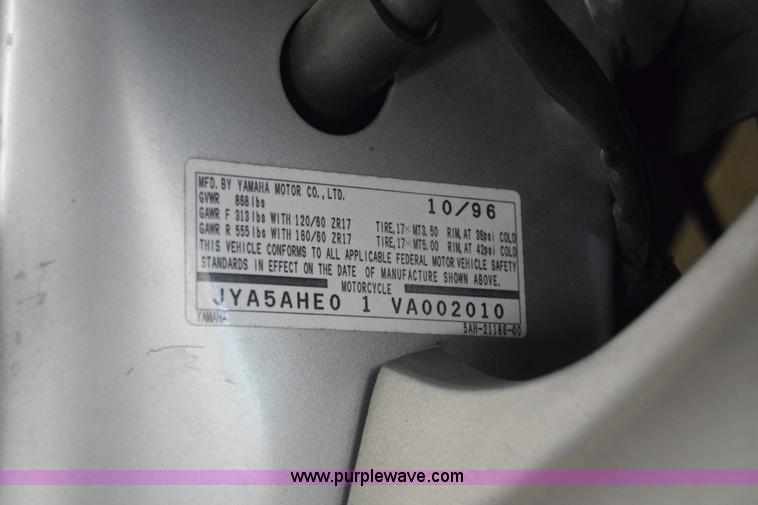 MFD. BY YAMAHA MOTOR CO., LTD. 10/96
GVWR 868 lbs
GAWR F 313 lbs WITH 120/60 ZR17 TIRE, 17× MT3.50 RIM, AT 36psi COLD
GAWR R 555 lbs WITH 160/60 ZR17 TIRE, 17× MT5.00 RIM, AT 42psi COLD
THIS VEHICLE CONFORMS TO ALL APPLICABLE FEDERAL MOTOR VEHICLE SAFETY
STANDARDS IN EFFECT ON THE DATE OF MANUFACTURE SHOWN ABOVE.
MOTORCYCLE
JYA5AHE0 1 VA002010
YAMAHA 5AH-21186-00
www.purplewave.com